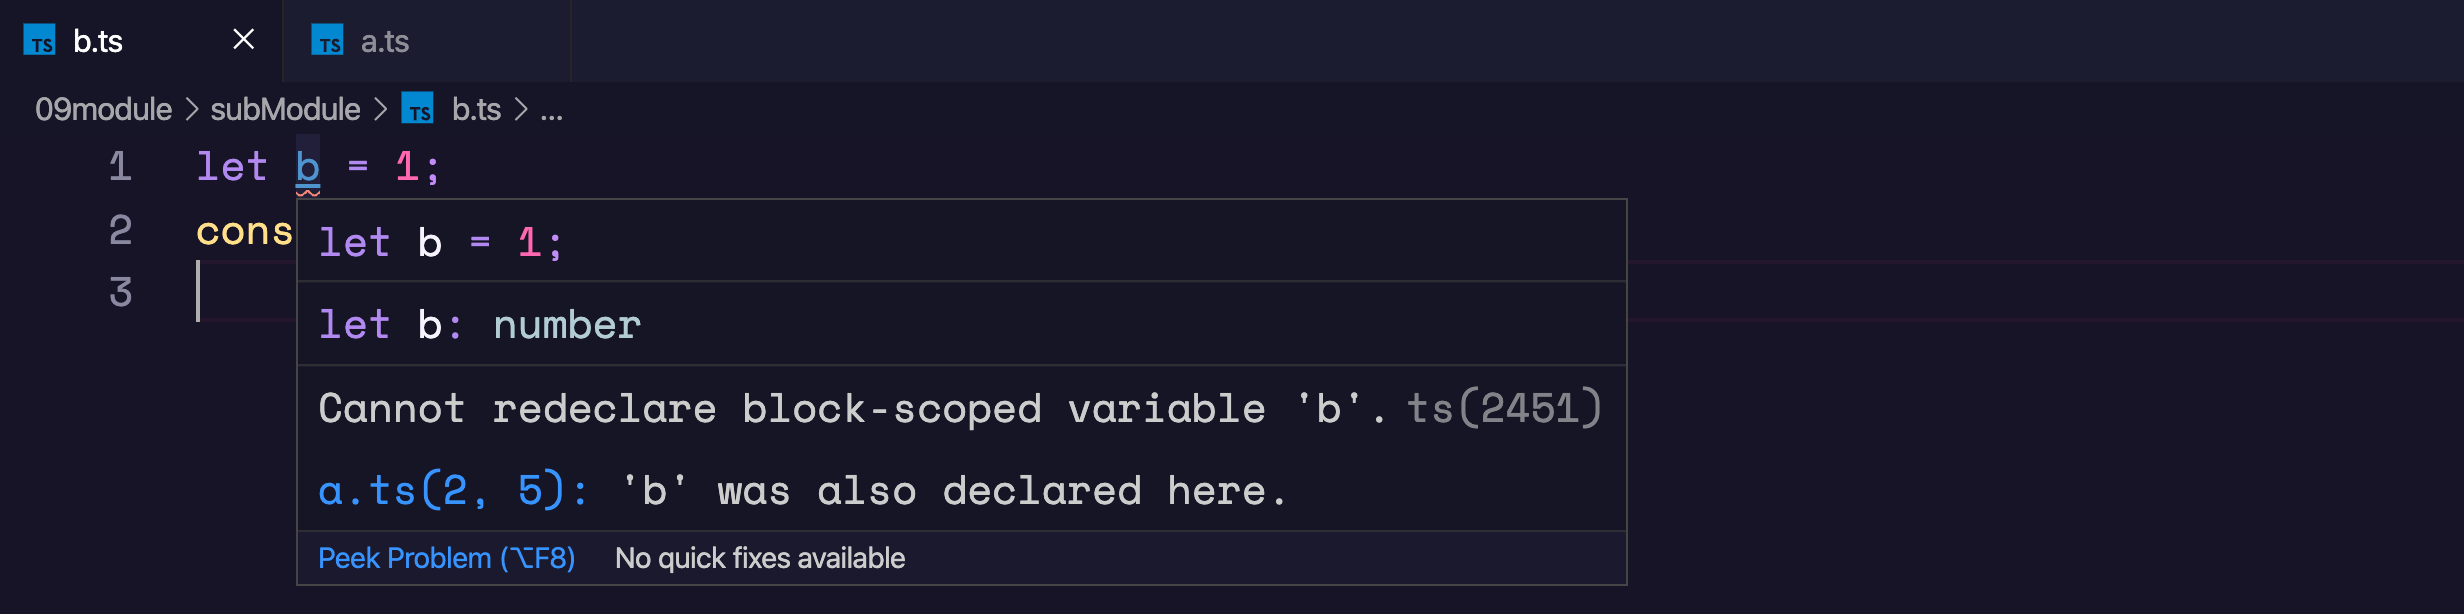 TS b.ts × TS a.ts
09module > subModule > TS b.ts > ...
1 let b = 1;
2 cons
3
let b = 1;
let b: number
Cannot redeclare block-scoped variable 'b'. ts(2451)
a.ts(2, 5): 'b' was also declared here.
Peek Problem (⌥F8) No quick fixes available